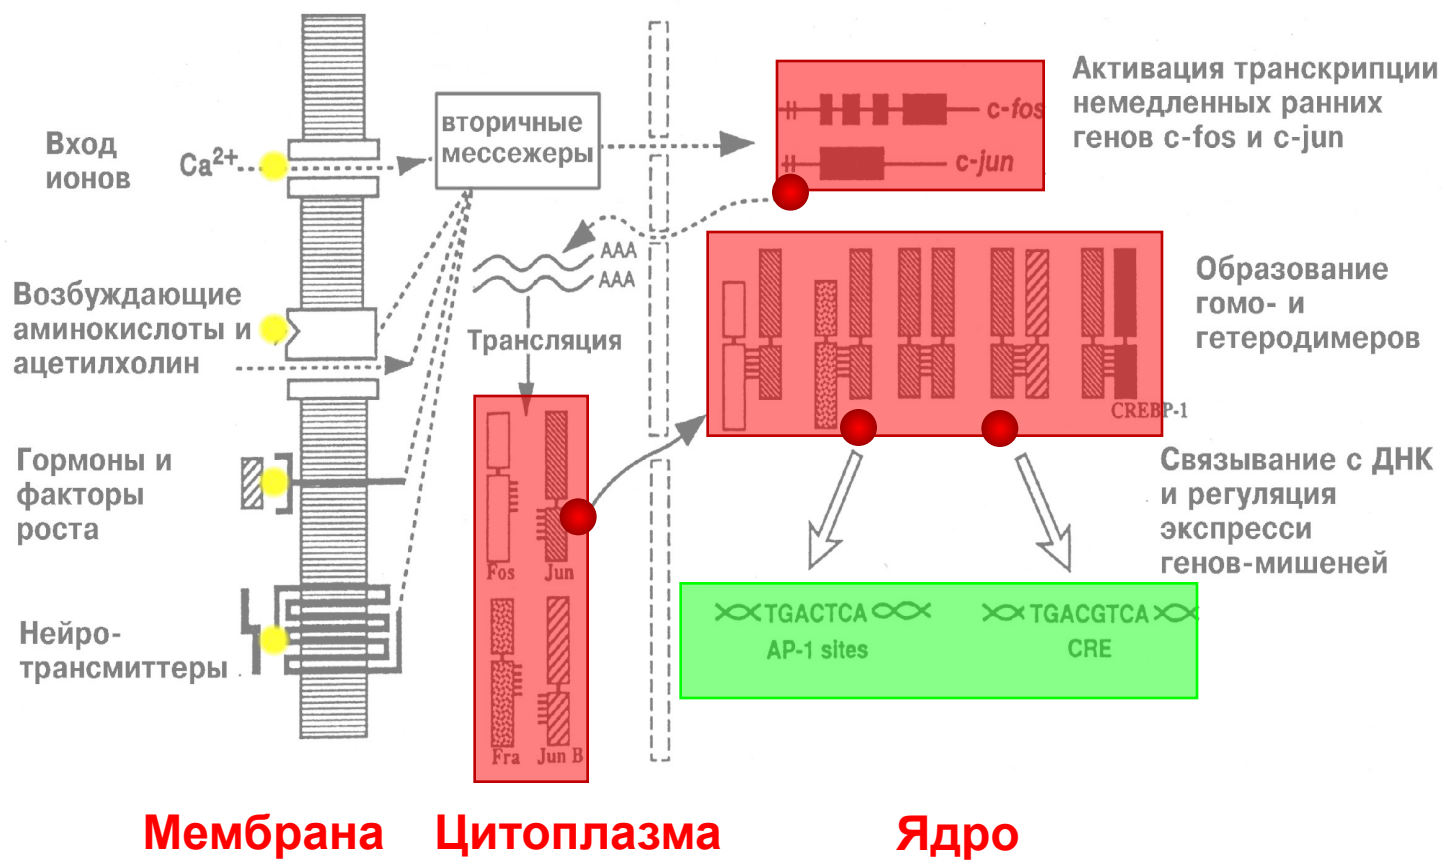 Вход
ионов
Ca2+
вторичные
мессежеры
c-fos
c-jun
Активация транскрипции
немедленных ранних
генов c-fos и c-jun
AAA
AAA
Возбуждающие
аминокислоты и
ацетилхолин
Трансляция
Образование
гомо- и
гетеродимеров
CREBP-1
Гормоны и
факторы
роста
Fos
Jun
Связывание с ДНК
и регуляция
экспресси
генов-мишеней
Нейро-
трансмиттеры
Fra
Jun B
TGACTCA
AP-1 sites
TGACGTCA
CRE
Мембрана
Цитоплазма
Ядро